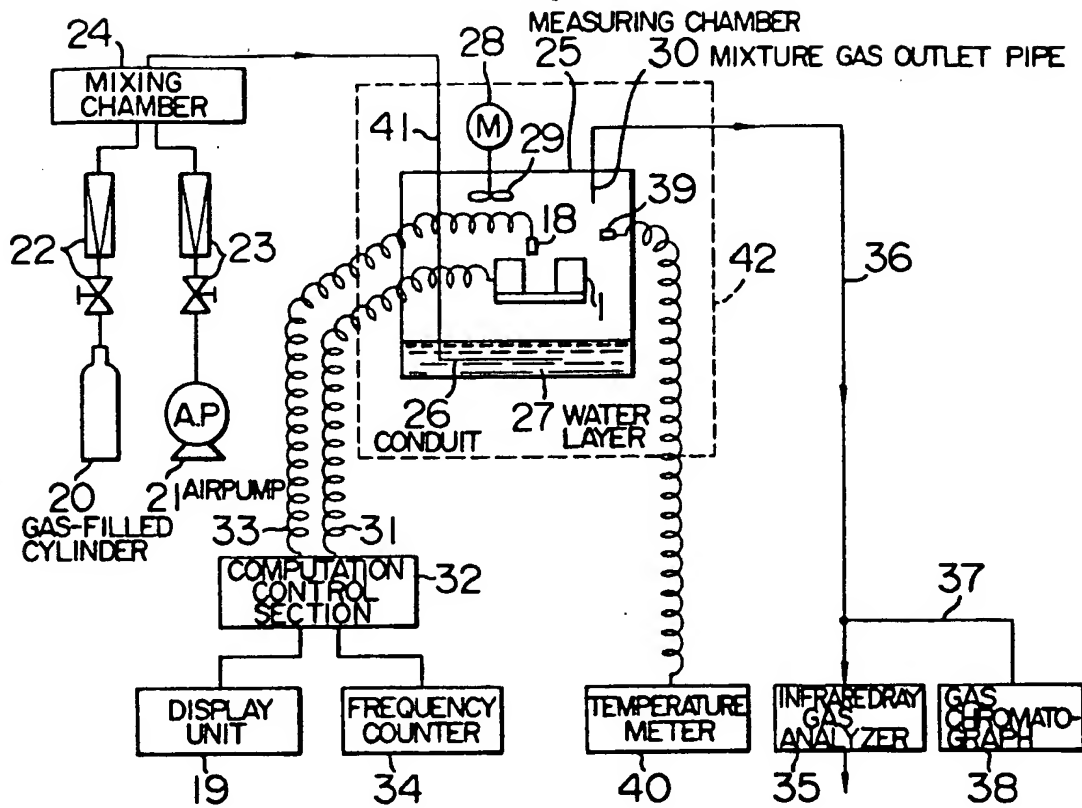 MEASURING CHAMBER
24
28
25
30 MIXTURE GAS OUTLET PIPE
MIXING
CHAMBER
41
M
29
39
18
22
23
42
36
1
A.P
26
CONDUIT
27 WATER
LAYER
20
GAS-FILLED
CYLINDER
21 AIRPUMP
33
31
COMPUTATION
CONTROL
SECTION
32
37
DISPLAY
UNIT
FREQUENCY
COUNTER
TEMPERATURE
METER
INFRAREDRAY
GAS
ANALYZER
GAS
CHROMATO-
GRAPH
19
34
40
35
38